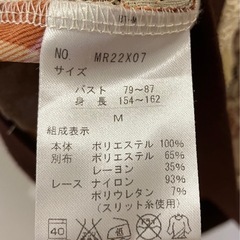 NO. MR22X07
サイズ
バスト 79~87
身長 154~162
M
組成表示
本体 ポリエステル 100%
別布 ポリエステル 65%
レーヨン 35%
レース ナイロン 93%
ポリウレタン 7%
(スリット糸使用)
40